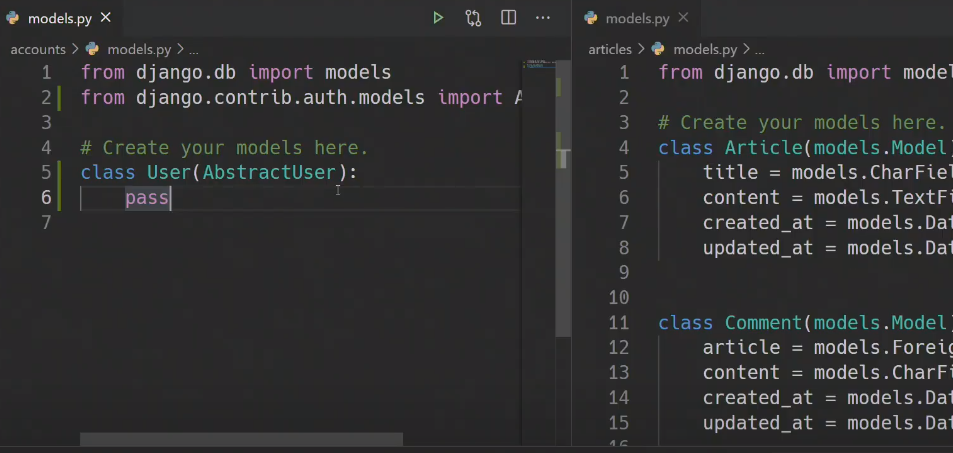 models.py
accounts > models.py > ...
1 from django.db import models
2 from django.contrib.auth.models import A
3
4 # Create your models here.
5 class User(AbstractUser):
6 pass
7
models.py
articles > models.py > ...
1 from django.db import model
2
3 # Create your models here.
4 class Article(models.Model)
5 title = models.CharFiel
6 content = models.TextFi
7 created_at = models.Dat
8 updated_at = models.Dat
9
10
11 class Comment(models.Model)
12 article = models.Foreig
13 content = models.CharFi
14 created_at = models.Dat
15 updated_at = models.Dat
16